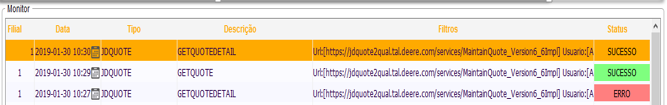 Monitor
Filial Data Tipo Descrição Filtros Status
1 2019-01-30 10:30 JDQUOTE GETQUOTEDETAIL Url:[https://jdquote2qual.tal.deere.com/services/MaintainQuote_Version6_6Impl] Usuario:[A SUCESSO
1 2019-01-30 10:29 JDQUOTE GETQUOTE Url:[https://jdquote2qual.tal.deere.com/services/MaintainQuote_Version6_6Impl] Usuario:[A SUCESSO
1 2019-01-30 10:27 JDQUOTE GETQUOTEDETAIL Url:[https://jdquote2qual.tal.deere.com/services/MaintainQuote_Version6_6Impl] Usuario:[A ERRO